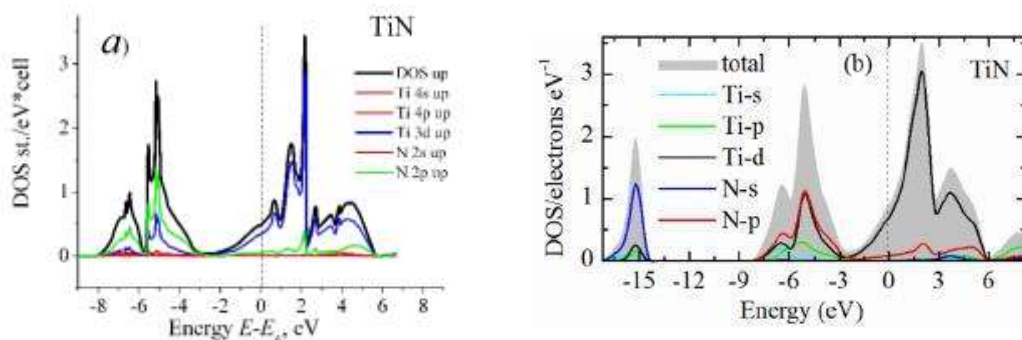 a)
TiN
DOS st./eV*cell
3
2
1
0
DOS up
Ti 4s up
Ti 4p up
Ti 3d up
N 2s up
N 2p up
-8 -6 -4 -2 0 2 4 6 8
Energy E-E, eV
(b)
TiN
DOS/electrons eV⁻¹
3
2
1
0
total
Ti-s
Ti-p
Ti-d
N-s
N-p
-15 -12 -9 -6 -3 0 3 6
Energy (eV)